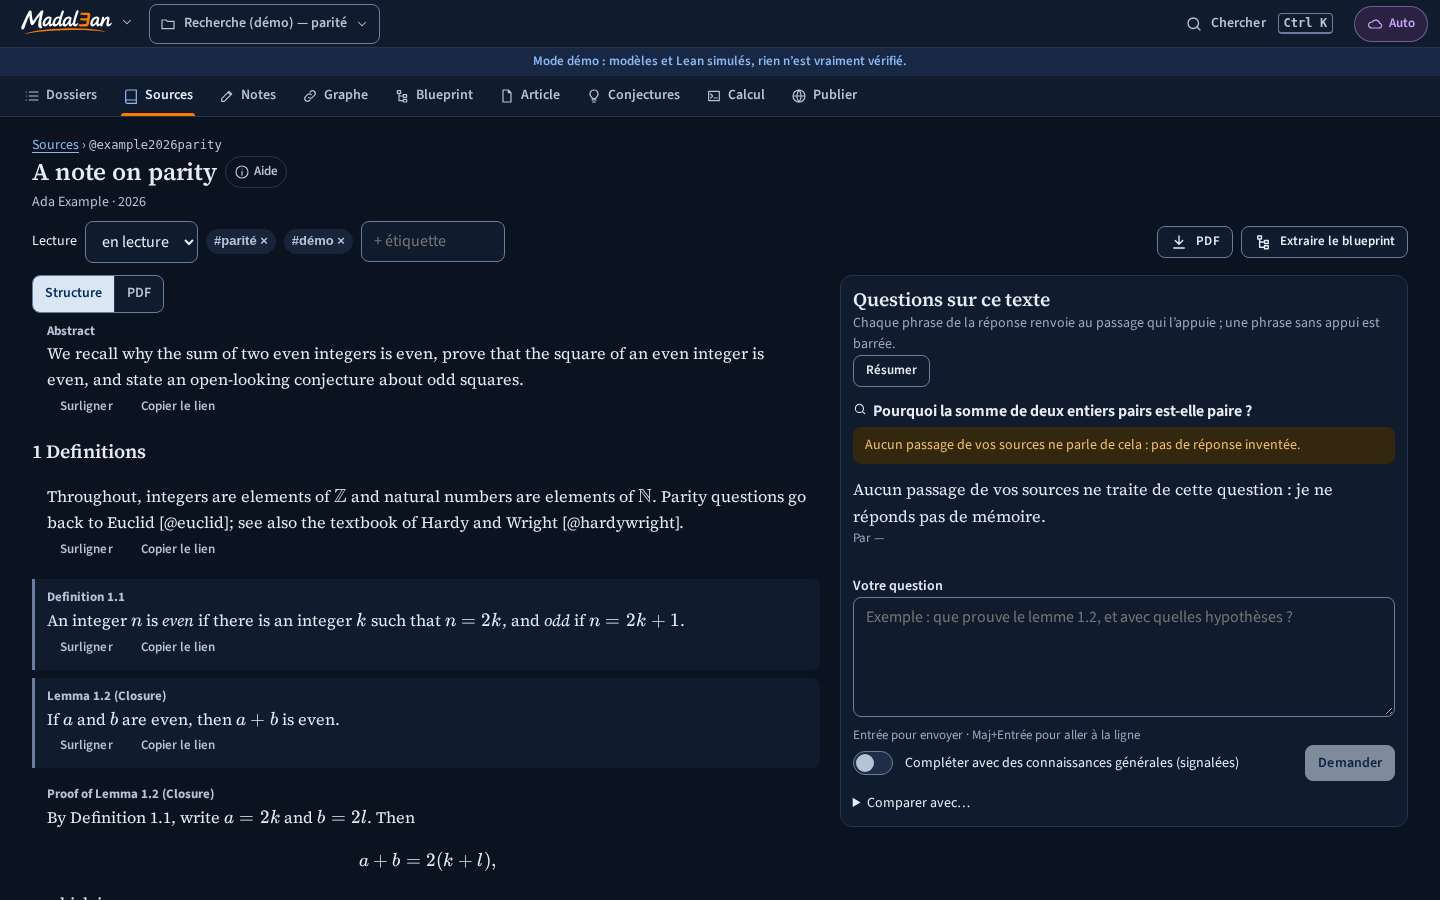 Madal3an
Recherche (démo) — parité
Chercher
Ctrl K
Auto
Mode démo : modèles et Lean simulés, rien n’est vraiment vérifié.
Dossiers
Sources
Notes
Graphe
Blueprint
Article
Conjectures
Calcul
Publier
Sources › @example2026parity
A note on parity
Aide
Ada Example · 2026
Lecture
en lecture
#parité ×
#démo ×
+ étiquette
PDF
Extraire le blueprint
Structure
PDF
Abstract
We recall why the sum of two even integers is even, prove that the square of an even integer is
even, and state an open-looking conjecture about odd squares.
Surligner
Copier le lien
1 Definitions
Throughout, integers are elements of ℤ and natural numbers are elements of ℕ. Parity questions go
back to Euclid [@euclid]; see also the textbook of Hardy and Wright [@hardywright].
Surligner
Copier le lien
Definition 1.1
An integer n is even if there is an integer k such that n = 2k, and odd if n = 2k + 1.
Surligner
Copier le lien
Lemma 1.2 (Closure)
If a and b are even, then a + b is even.
Surligner
Copier le lien
Proof of Lemma 1.2 (Closure)
By Definition 1.1, write a = 2k and b = 2l. Then
a + b = 2(k + l),
Questions sur ce texte
Chaque phrase de la réponse renvoie au passage qui l’appuie ; une phrase sans appui est
barrée.
Résumer
Pourquoi la somme de deux entiers pairs est-elle paire ?
Aucun passage de vos sources ne parle de cela : pas de réponse inventée.
Aucun passage de vos sources ne traite de cette question : je ne
réponds pas de mémoire.
Par —
Votre question
Exemple : que prouve le lemme 1.2, et avec quelles hypothèses ?
Entrée pour envoyer · Maj+Entrée pour aller à la ligne
Compléter avec des connaissances générales (signalées)
Demander
Comparer avec…